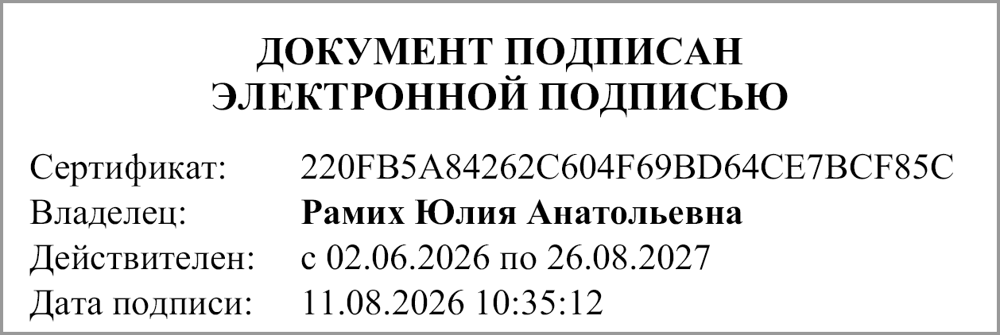 ДОКУМЕНТ ПОДПИСАН
ЭЛЕКТРОННОЙ ПОДПИСЬЮ
Сертификат: 220FB5A84262C604F69BD64CE7BCF85C
Владелец: Рамих Юлия Анатольевна
Действителен: с 02.06.2026 по 26.08.2027
Дата подписи: 11.08.2026 10:35:12